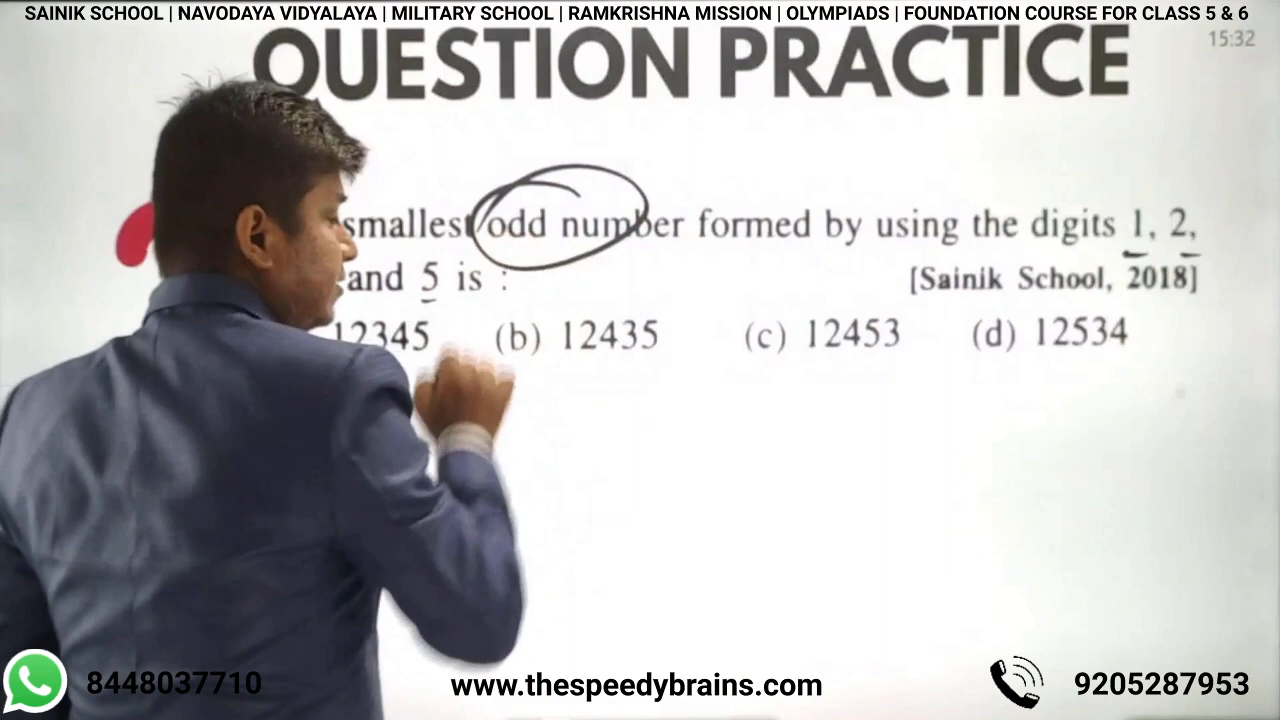 SAINIK SCHOOL | NAVODAYA VIDYALAYA | MILITARY SCHOOL | RAMKRISHNA MISSION | OLYMPIADS | FOUNDATION COURSE FOR CLASS 5 & 6
15:32
QUESTION PRACTICE
smallest odd number formed by using the digits 1, 2,
and 5 is :
[Sainik School, 2018]
12345 (b) 12435 (c) 12453 (d) 12534
8448037710
www.thespeedybrains.com
9205287953